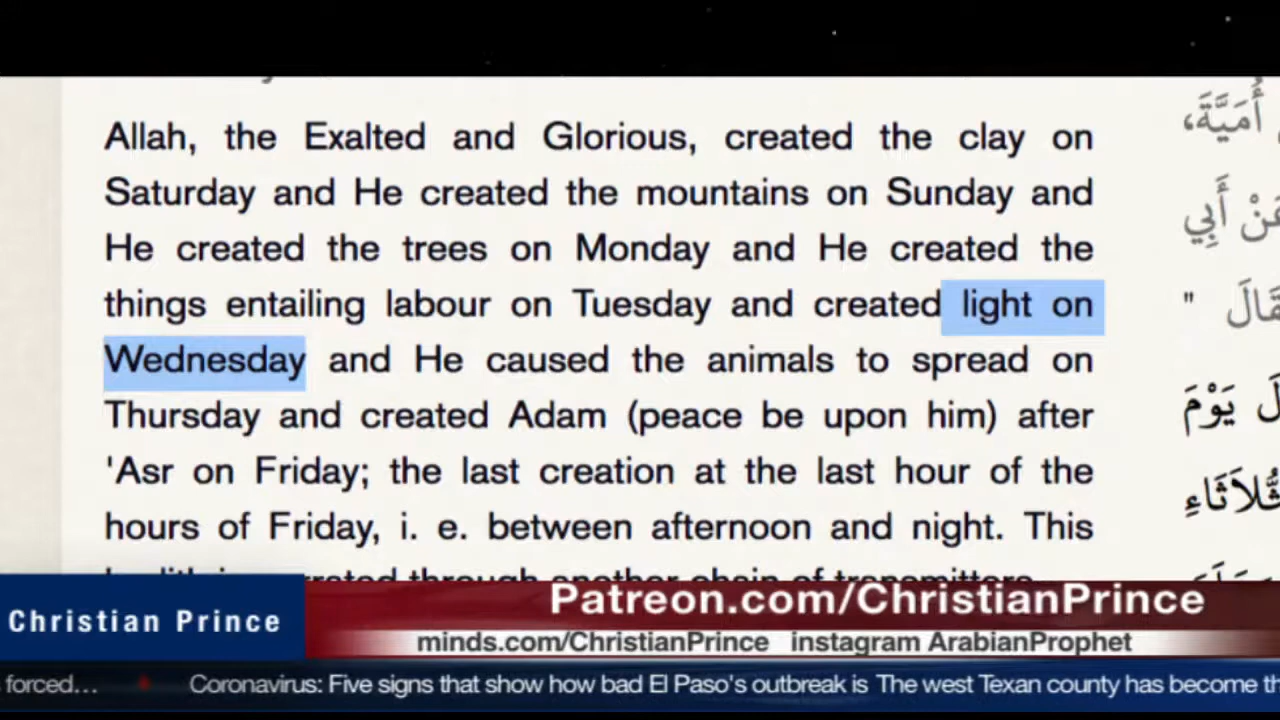 Allah, the Exalted and Glorious, created the clay on
Saturday and He created the mountains on Sunday and
He created the trees on Monday and He created the
things entailing labour on Tuesday and created light on
Wednesday and He caused the animals to spread on
Thursday and created Adam (peace be upon him) after
'Asr on Friday; the last creation at the last hour of the
hours of Friday, i. e. between afternoon and night. This
أُمَيَّةَ،
أَبِي
" قَالَ
يَوْمَ
Christian Prince
Patreon.com/ChristianPrince
minds.com/ChristianPrince instagram ArabianProphet
forced... Coronavirus: Five signs that show how bad El Paso's outbreak is The west Texan county has become